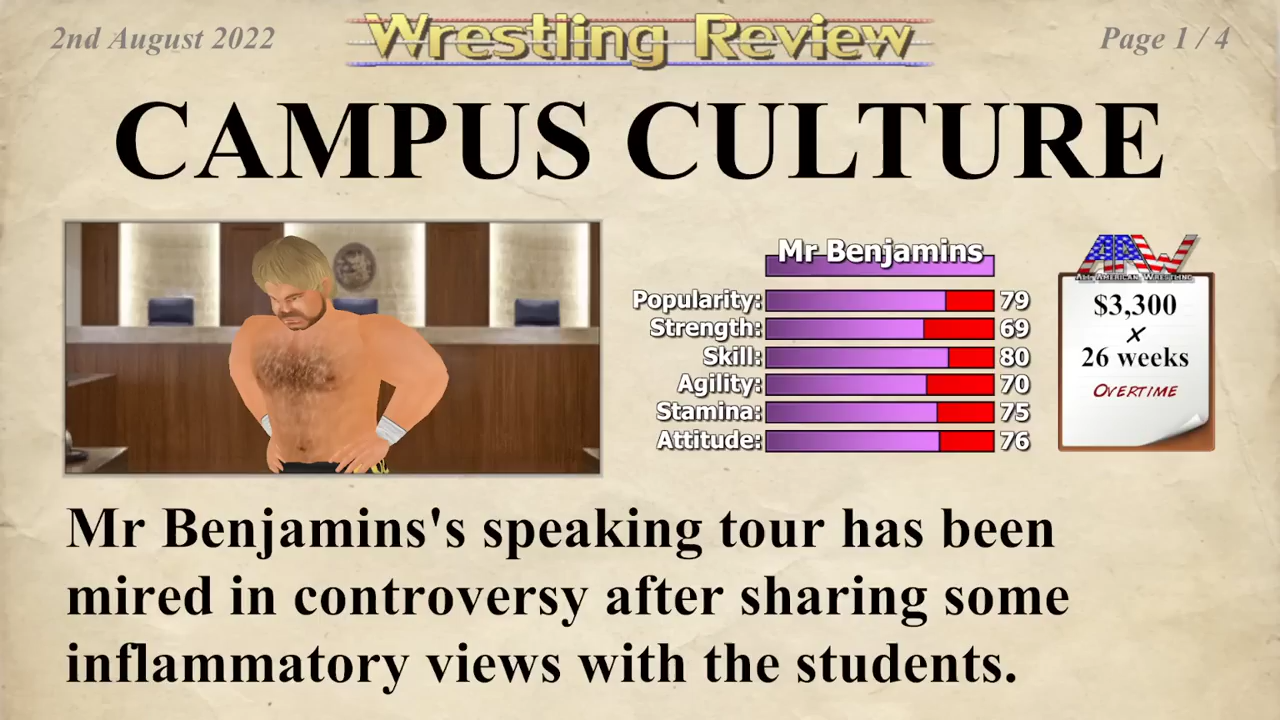 2nd August 2022
Wrestling Review
Page 1 / 4
CAMPUS CULTURE
Mr Benjamins
Popularity: 79
Strength: 69
Skill: 80
Agility: 70
Stamina: 75
Attitude: 76
AAW
ALL AMERICAN WRESTLING
$3,300
x
26 weeks
OVERTIME
Mr Benjamins's speaking tour has been
mired in controversy after sharing some
inflammatory views with the students.